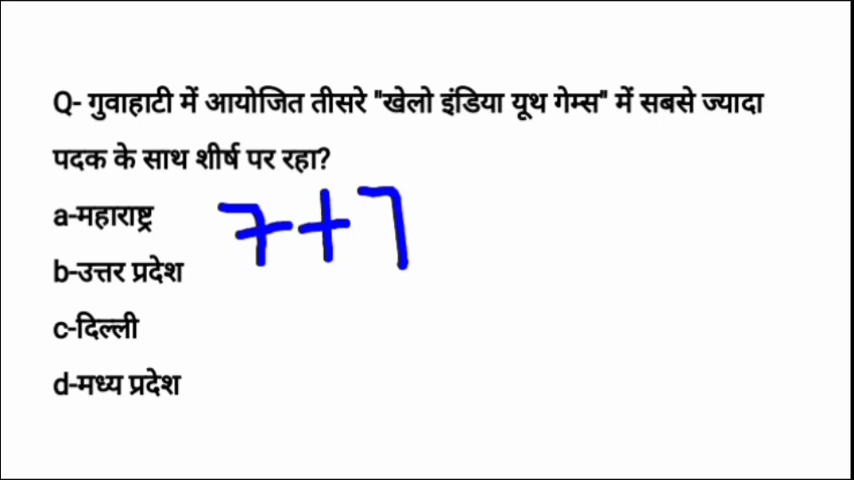 Q- गुवाहाटी में आयोजित तीसरे "खेलो इंडिया यूथ गेम्स" में सबसे ज्यादा
पदक के साथ शीर्ष पर रहा?
a-महाराष्ट्र
7+7
b-उत्तर प्रदेश
c-दिल्ली
d-मध्य प्रदेश